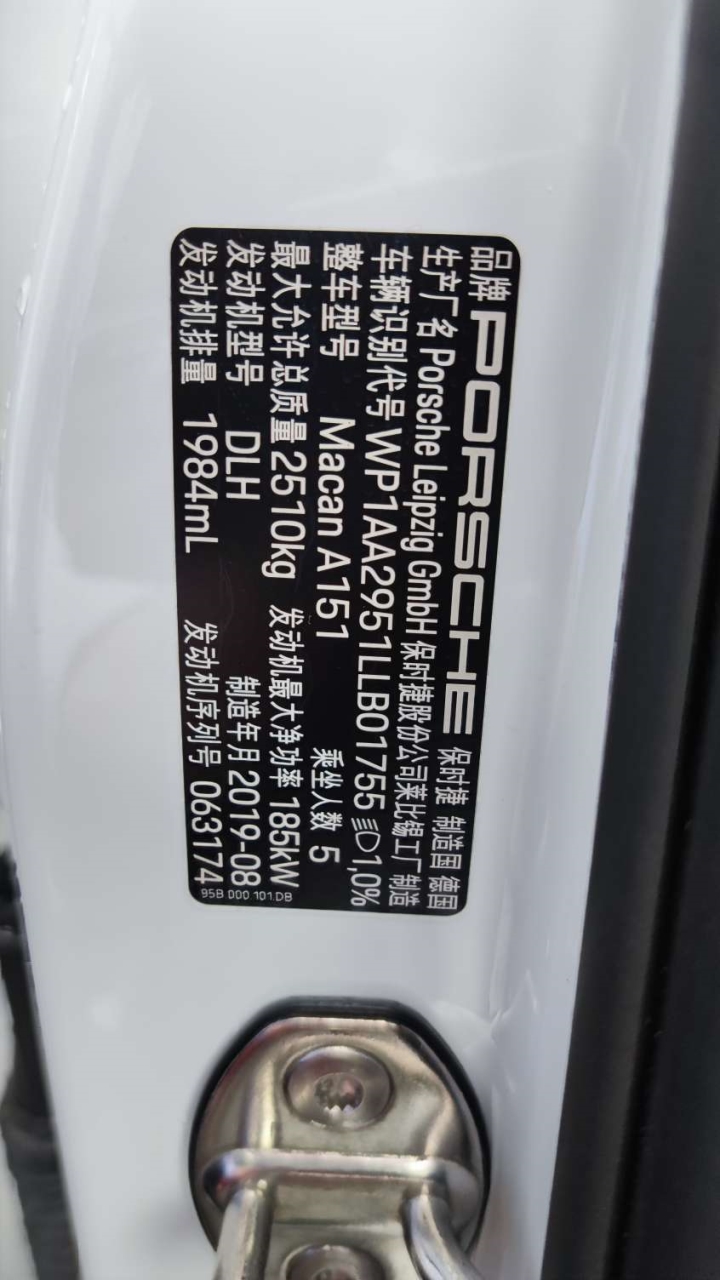 品牌 PORSCHE 保时捷 制造国 德国
生产厂名 Porsche Leipzig GmbH 保时捷股份公司莱比锡工厂制造
车辆识别代号 WP1AA2951LLB01755 1,0%
整车型号 Macan A151 乘坐人数 5
最大允许总质量 2510kg 发动机最大净功率 185kW
发动机型号 DLH 制造年月 2019-08
发动机排量 1984mL 发动机序列号 063174
95B 000 101 DB